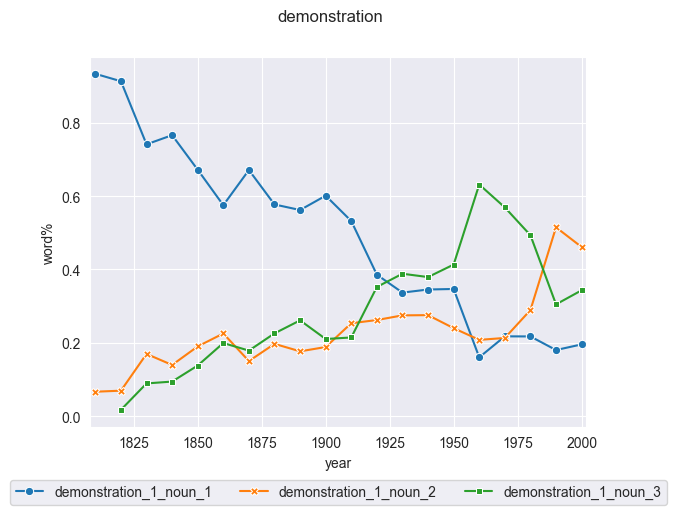 demonstration
word%
0.8
0.6
0.4
0.2
0.0
1825 1850 1875 1900 1925 1950 1975 2000
year
demonstration_1_noun_1 demonstration_1_noun_2 demonstration_1_noun_3